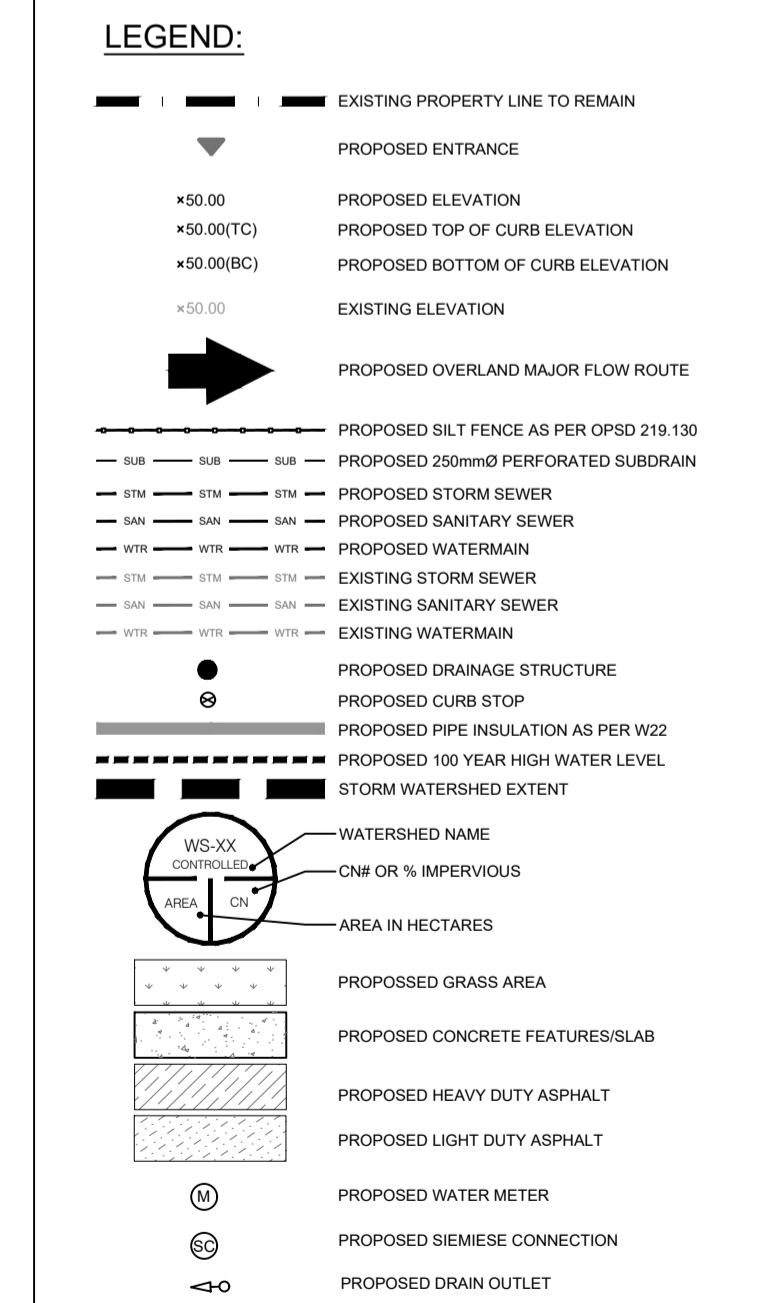 LEGEND:
EXISTING PROPERTY LINE TO REMAIN
PROPOSED ENTRANCE
×50.00 PROPOSED ELEVATION
×50.00(TC) PROPOSED TOP OF CURB ELEVATION
×50.00(BC) PROPOSED BOTTOM OF CURB ELEVATION
×50.00 EXISTING ELEVATION
PROPOSED OVERLAND MAJOR FLOW ROUTE
PROPOSED SILT FENCE AS PER OPSD 219.130
SUB SUB SUB PROPOSED 250mmØ PERFORATED SUBDRAIN
STM STM STM PROPOSED STORM SEWER
SAN SAN SAN PROPOSED SANITARY SEWER
WTR WTR WTR PROPOSED WATERMAIN
STM STM STM EXISTING STORM SEWER
SAN SAN SAN EXISTING SANITARY SEWER
WTR WTR WTR EXISTING WATERMAIN
PROPOSED DRAINAGE STRUCTURE
PROPOSED CURB STOP
PROPOSED PIPE INSULATION AS PER W22
PROPOSED 100 YEAR HIGH WATER LEVEL
STORM WATERSHED EXTENT
WS-XX
CONTROLLED
AREA CN
WATERSHED NAME
CN# OR % IMPERVIOUS
AREA IN HECTARES
PROPOSSED GRASS AREA
PROPOSED CONCRETE FEATURES/SLAB
PROPOSED HEAVY DUTY ASPHALT
PROPOSED LIGHT DUTY ASPHALT
M PROPOSED WATER METER
SC PROPOSED SIEMIESE CONNECTION
PROPOSED DRAIN OUTLET